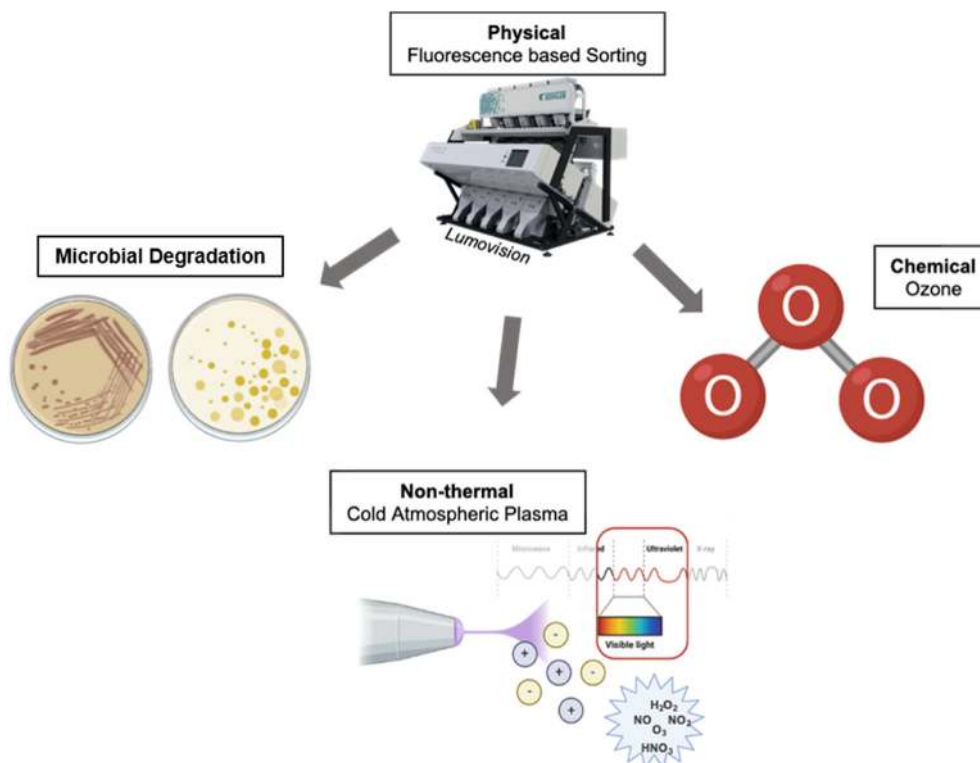 Physical
Fluorescence based Sorting
Lumovision
Microbial Degradation
Chemical
Ozone
O
O
O
Non-thermal
Cold Atmospheric Plasma
Microwave
Infrared
Ultraviolet
X-ray
Visible light
-
+
+
-
-
+
H₂O₂
NO
NO₂
O₃
HNO₃